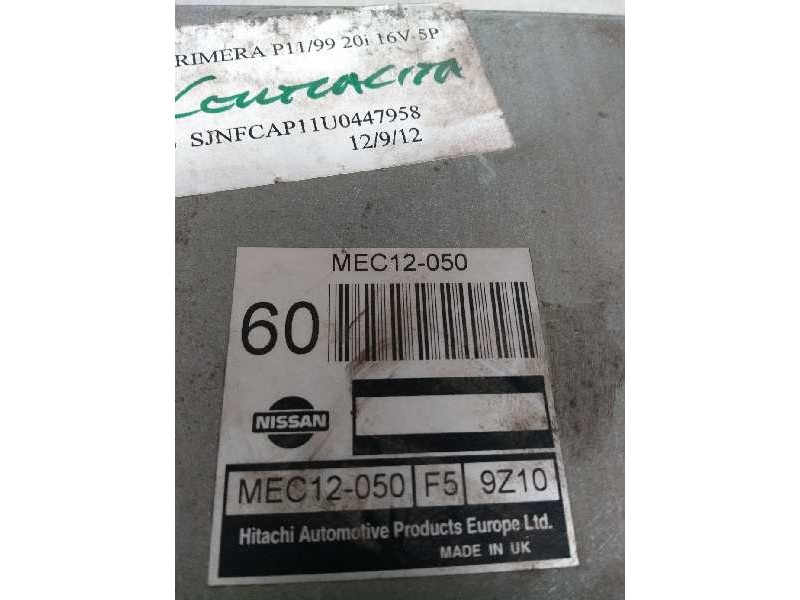 RIMERA P11/99 20i 16V 5P
SJNFCAP11U0447958
12/9/12
MEC12-050
60
NISSAN
MEC12-050 F5 9Z10
Hitachi Automotive Products Europe Ltd.
MADE IN UK